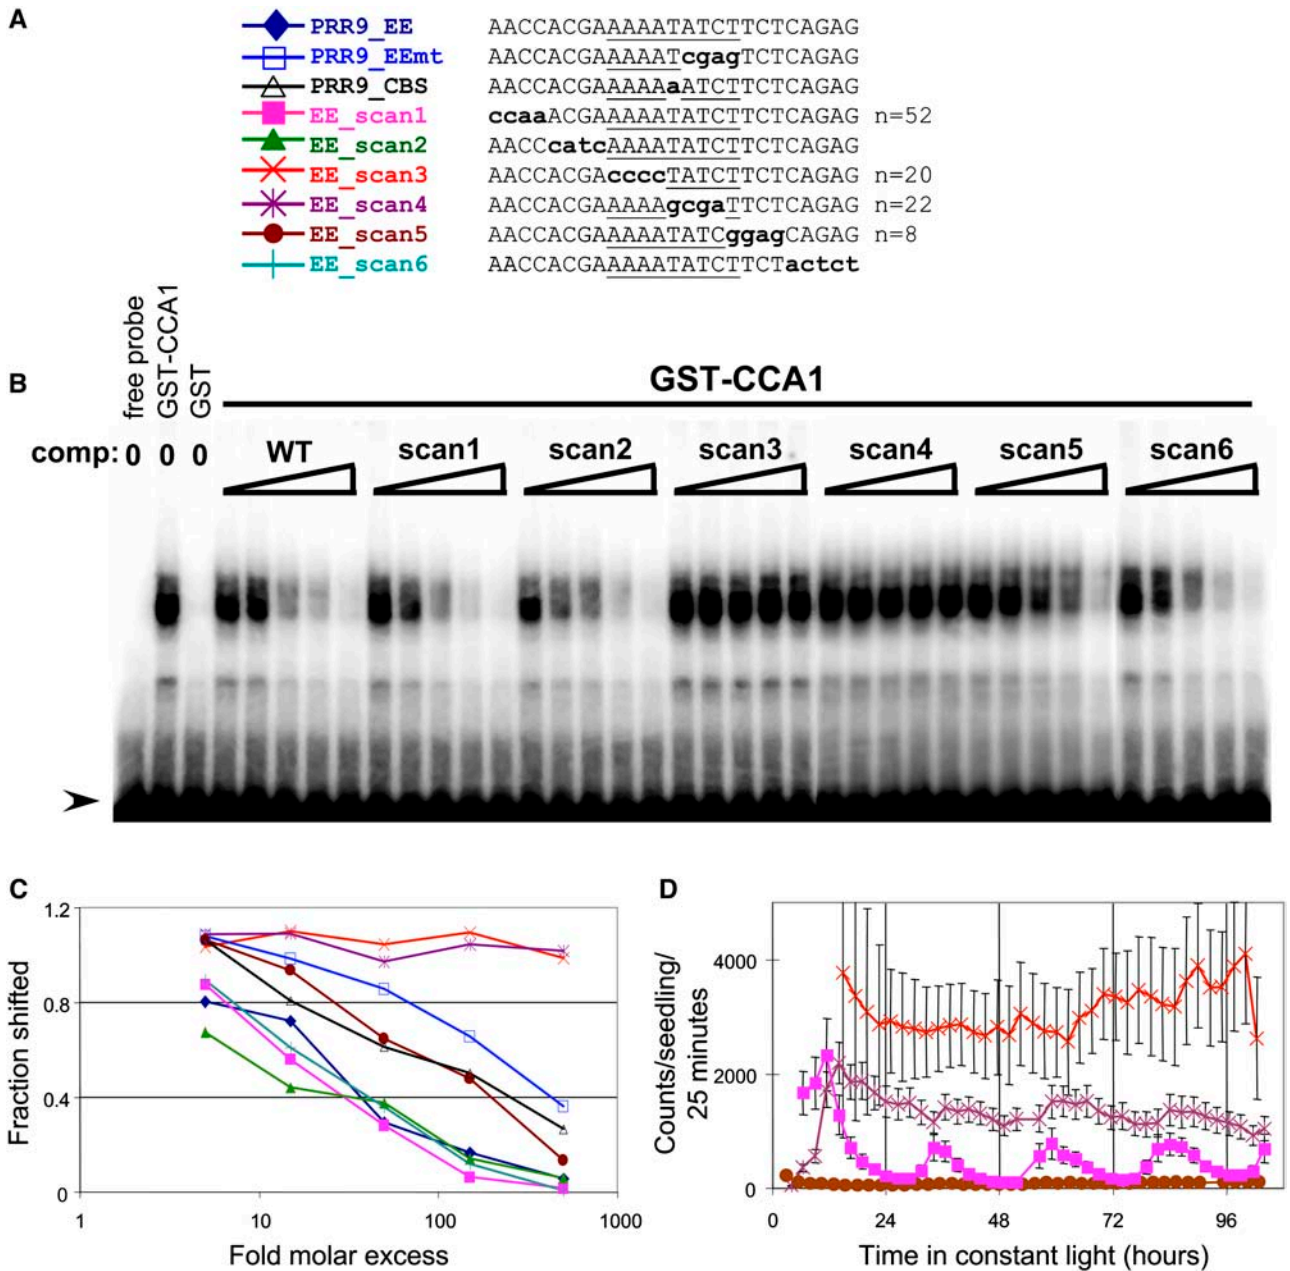 A
PRR9_EE AACCACGAAAAATATCTTCTCAGAG
PRR9_EEmt AACCACGAAAAATcgagTCTCAGAG
PRR9_CBS AACCACGAAAAAaATCTTCTCAGAG
EE_scan1 ccaaACGAAAAATATCTTCTCAGAG n=52
EE_scan2 AACCcatcAAAATATCTTCTCAGAG
EE_scan3 AACCACGAccccTATCTTCTCAGAG n=20
EE_scan4 AACCACGAAAAAgcgaTTCTCAGAG n=22
EE_scan5 AACCACGAAAAATATCggagCAGAG n=8
EE_scan6 AACCACGAAAAATATCTTCTactct
free probe
GST-CCA1
GST
B
GST-CCA1
comp: 0 0 0 WT scan1 scan2 scan3 scan4 scan5 scan6
C
Fraction shifted
1.2
0.8
0.4
0
1 10 100 1000
Fold molar excess
D
Counts/seedling/
25 minutes
4000
2000
0
0 24 48 72 96
Time in constant light (hours)